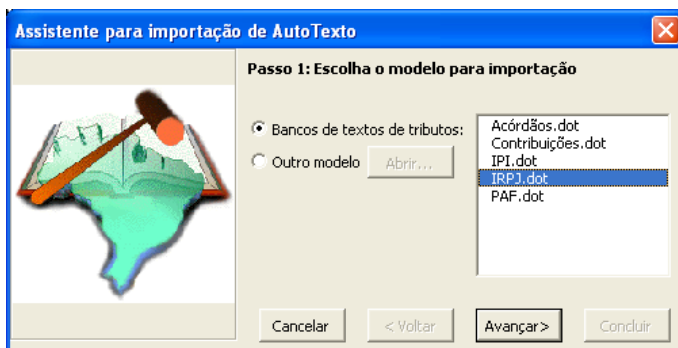 Assistente para importação de AutoTexto
Passo 1: Escolha o modelo para importação
Bancos de textos de tributos:
Outro modelo
Abrir...
Acórdãos.dot
Contribuições.dot
IPI.dot
IRPJ.dot
PAF.dot
Cancelar
< Voltar
Avançar>
Concluir